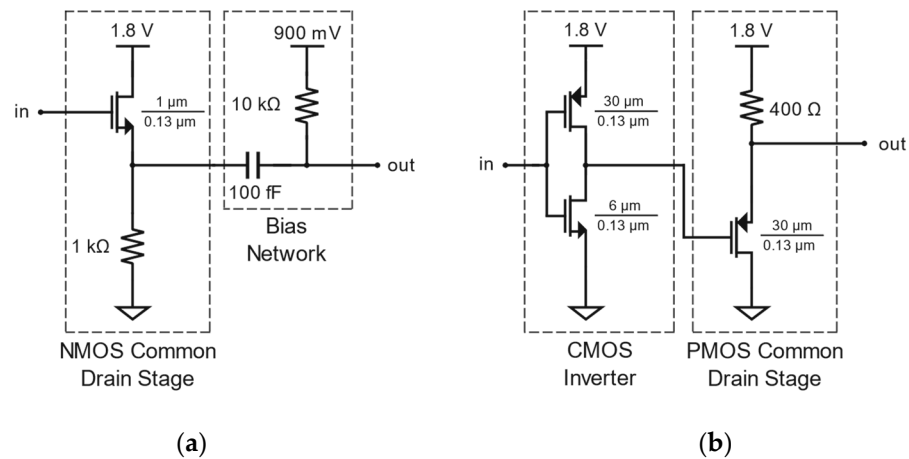 1.8 V
900 mV
in
1 µm
0.13 µm
10 kΩ
out
100 fF
1 kΩ
Bias
Network
NMOS Common
Drain Stage
(a)
1.8 V
1.8 V
30 µm
0.13 µm
400 Ω
out
in
6 µm
0.13 µm
30 µm
0.13 µm
CMOS
Inverter
PMOS Common
Drain Stage
(b)